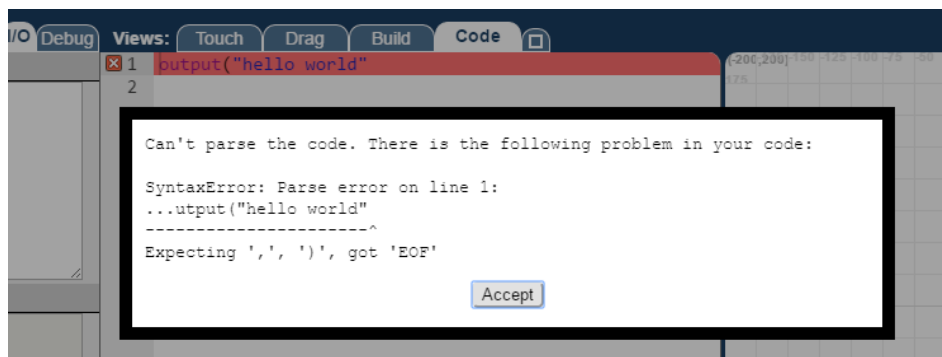 I/O Debug Views: Touch Drag Build Code
1 output("hello world"
(-200,200) -150 -125 -100 -75 -50
2
175
Can't parse the code. There is the following problem in your code:
SyntaxError: Parse error on line 1:
...utput("hello world"
----------------------^
Expecting ',', ')', got 'EOF'
Accept